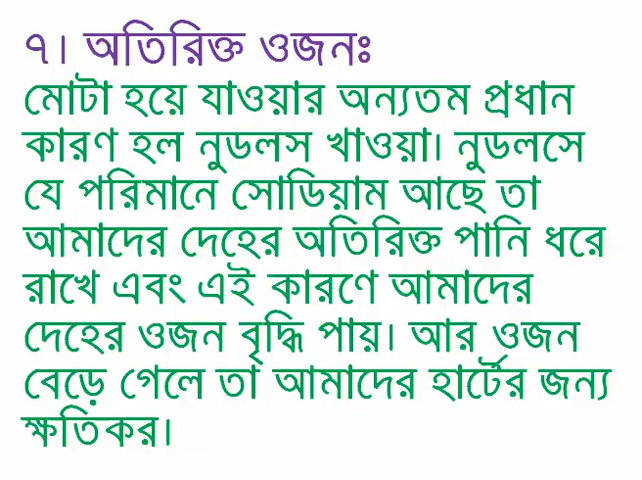 ৭। অতিরিক্ত ওজনঃ
মোটা হয়ে যাওয়ার অন্যতম প্রধান
কারণ হল নুডলস খাওয়া। নুডলসে
যে পরিমানে সোডিয়াম আছে তা
আমাদের দেহের অতিরিক্ত পানি ধরে
রাখে এবং এই কারণে আমাদের
দেহের ওজন বৃদ্ধি পায়। আর ওজন
বেড়ে গেলে তা আমাদের হার্টের জন্য
ক্ষতিকর।